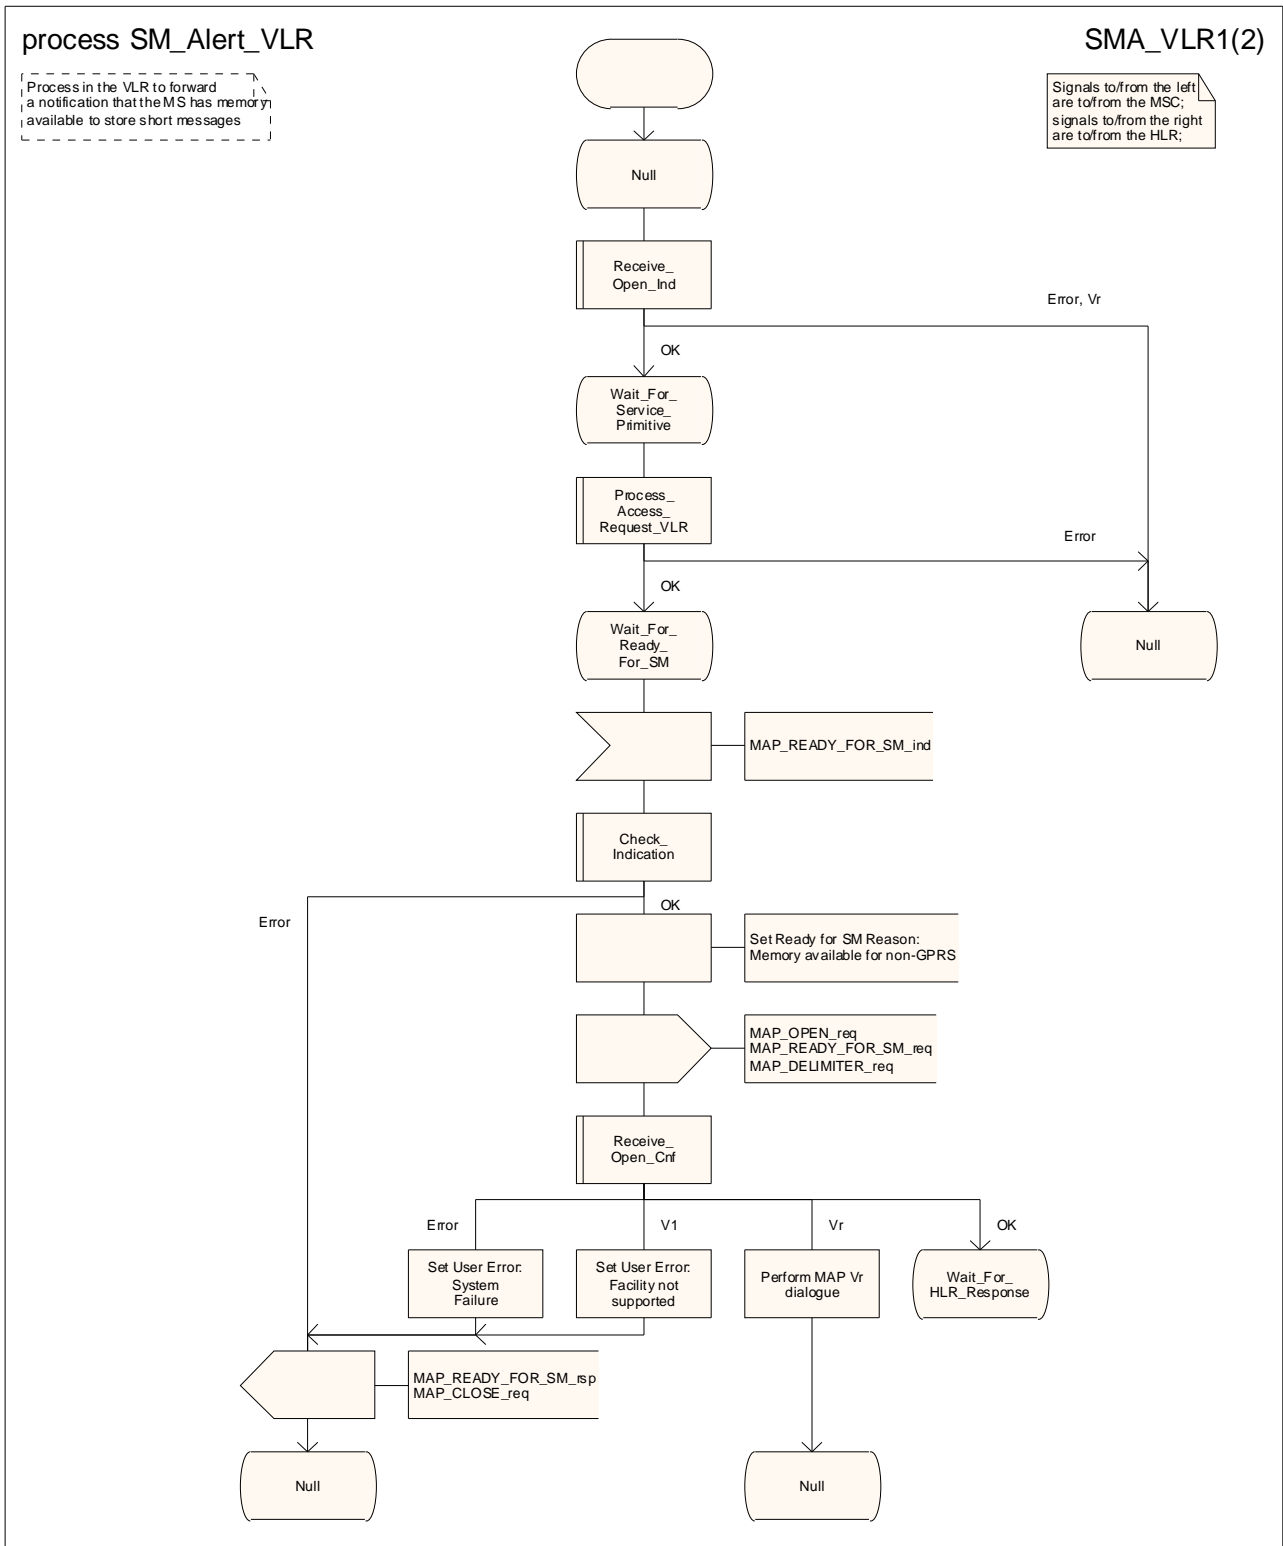 process SM_Alert_VLR
SMA_VLR1(2)
Process in the VLR to forward
a notification that the MS has memory
available to store short messages
Signals to/from the left
are to/from the MSC;
signals to/from the right
are to/from the HLR;
Null
Receive_
Open_Ind
Error, Vr
OK
Wait_For_
Service_
Primitive
Process_
Access_
Request_VLR
Error
OK
Wait_For_
Ready_
For_SM
Null
MAP_READY_FOR_SM_ind
Check_
Indication
OK
Error
Set Ready for SM Reason:
Memory available for non-GPRS
MAP_OPEN_req
MAP_READY_FOR_SM_req
MAP_DELIMITER_req
Receive_
Open_Cnf
Error
V1
Vr
OK
Set User Error:
System
Failure
Set User Error:
Facility not
supported
Perform MAP Vr
dialogue
Wait_For_
HLR_Response
MAP_READY_FOR_SM_rsp
MAP_CLOSE_req
Null
Null